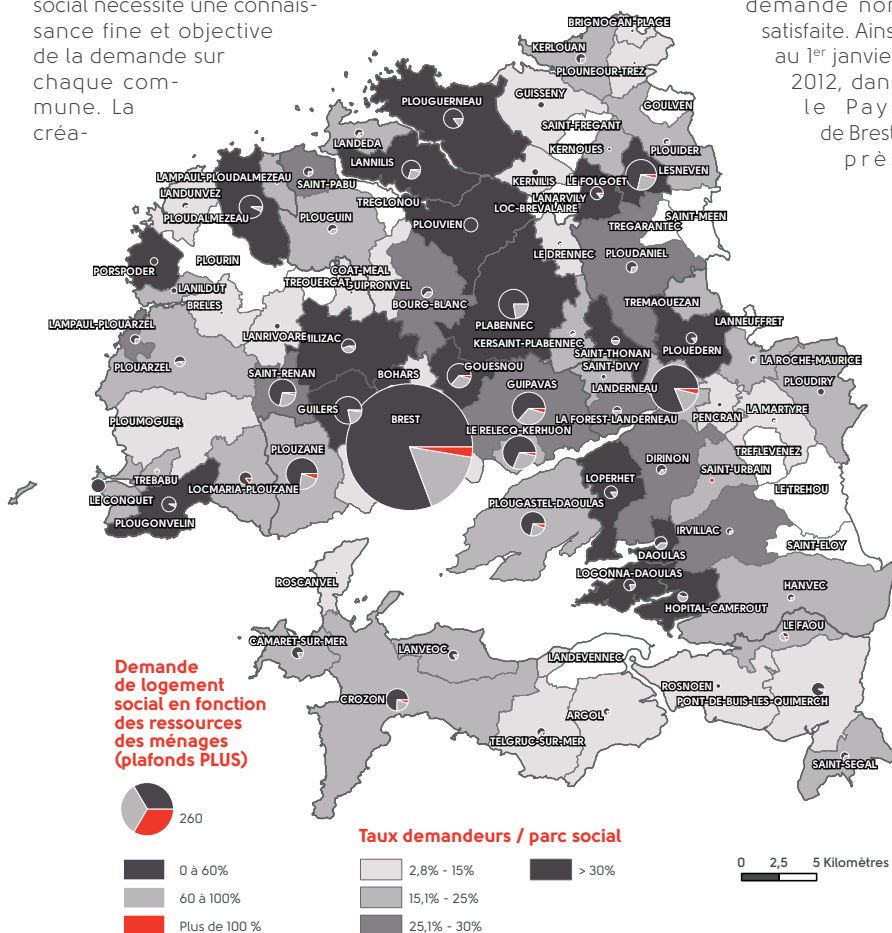 social nécessite une connais-
sance fine et objective
de la demande sur
chaque com-
mune. La
créa-
demande non
satisfaite. Ains
au 1er janvie
2012, dan
le Pay
de Brest
prè
BRIGNOGAN-PLAGE
KERLOUAN
PLOUNEOUR-TREZ
GUISSENY
GOULVEN
PLOUGUERNEAU
SAINT-FREGANT
LANDEDA
KERNOUES
PLOUIDER
LANNILIS
LESNEVEN
LAMPAUL-PLOUDALMEZEAU
SAINT-PABU
KERNILIS
LE FOLGOET
LANDUNVEZ
TREGLONOU
LANARVILY
LOC-BREVALAIRE
PLOUDALMEZEAU
PLOUGUIN
PLOUVIEN
SAINT-MEEN
TREGARANTEC
LE DRENNEC
PLOUDANIEL
PLOURIN
PORSPODER
COAT-MEAL
TREOUERGAT
GUIPRONVEL
LANILDUT
BRELES
BOURG-BLANC
TREMAOUEZAN
LAMPAUL-PLOUARZEL
PLABENNEC
LANNEUFFRET
LANRIVOARE
MILIZAC
KERSAINT-PLABENNEC
PLOUEDERN
SAINT-THONAN
LA ROCHE-MAURICE
PLOUARZEL
SAINT-RENAN
BOHARS
GOUESNOU
SAINT-DIVY
GUIPAVAS
LANDERNEAU
PLOUDIRY
GUILERS
BREST
LA FOREST-LANDERNEAU
PENCRAN
LA MARTYRE
PLOUMOGUER
LE RELECQ-KERHUON
TREFLEVENEZ
PLOUZANE
DIRINON
SAINT-URBAIN
TREBABU
LOPERHET
LE CONQUET
LOCMARIA-PLOUZANE
LE TREHOU
PLOUGASTEL-DAOULAS
PLOUGONVELIN
IRVILLAC
SAINT-ELOY
DAOULAS
LOGONNA-DAOULAS
ROSCANVEL
HANVEC
HOPITAL-CAMFROUT
LE FAOU
CAMARET-SUR-MER
LANVEOC
LANDEVENNEC
ROSNOEN
CROZON
PONT-DE-BUIS-LES-QUIMERCH
ARGOL
TELGRUC-SUR-MER
SAINT-SEGAL
Demande
de logement
social en fonction
des ressources
des ménages
(plafonds PLUS)
260
0 à 60%
60 à 100%
Plus de 100 %
Taux demandeurs / parc social
2,8% - 15%
15,1% - 25%
25,1% - 30%
> 30%
0 2,5 5 Kilomètres